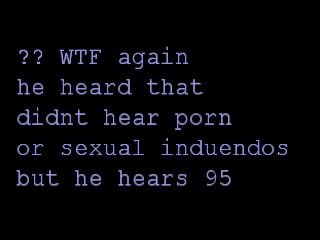 ?? WTF again
he heard that
didnt hear porn
or sexual induendos
but he hears 95